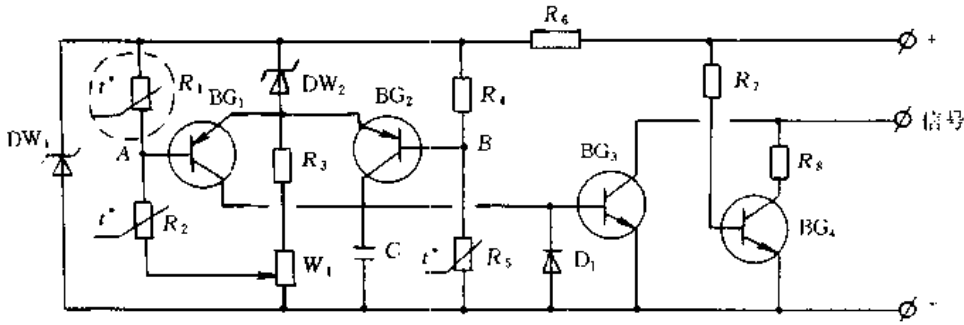 R₆
+
t° R₁
DW₂
R₄
R₇
BG₁
BG₂
信号
DW₁
A
B
BG₃
R₃
R₈
t° R₂
BG₄
W₁
C
t° R₅
D₁
-